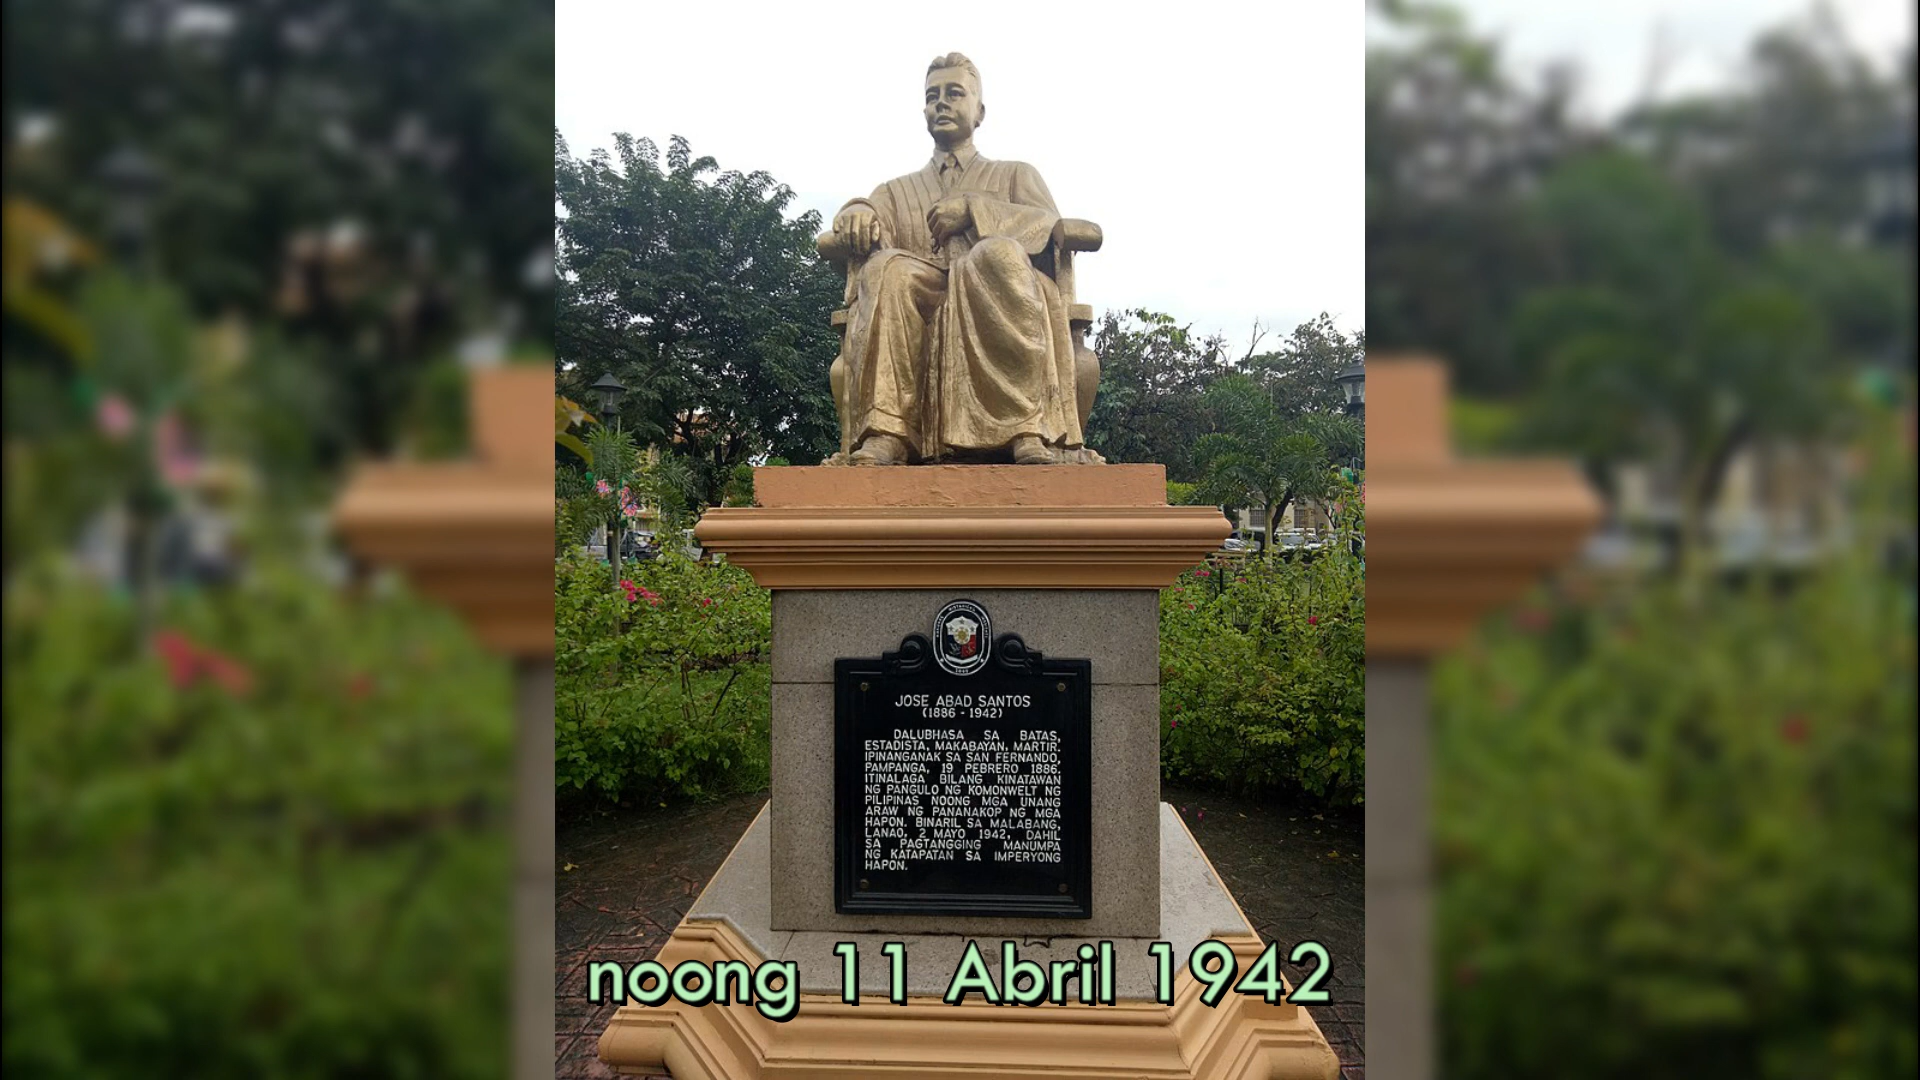 JOSE ABAD SANTOS
(1886 - 1942)
DALUBHASA SA BATAS,
ESTADISTA, MAKABAYAN, MARTIR.
IPINANGANAK SA SAN FERNANDO,
PAMPANGA, 19 PEBRERO 1886.
ITINALAGA BILANG KINATAWAN
NG PANGULO NG KOMONWELT NG
PILIPINAS NOONG MGA UNANG
ARAW NG PANANAKOP NG MGA
HAPON. BINARIL SA MALABANG,
LANAO, 2 MAYO 1942, DAHIL
SA PAGTANGGING MANUMPA
NG KATAPATAN SA IMPERYONG
HAPON.
noong 11 Abril 1942